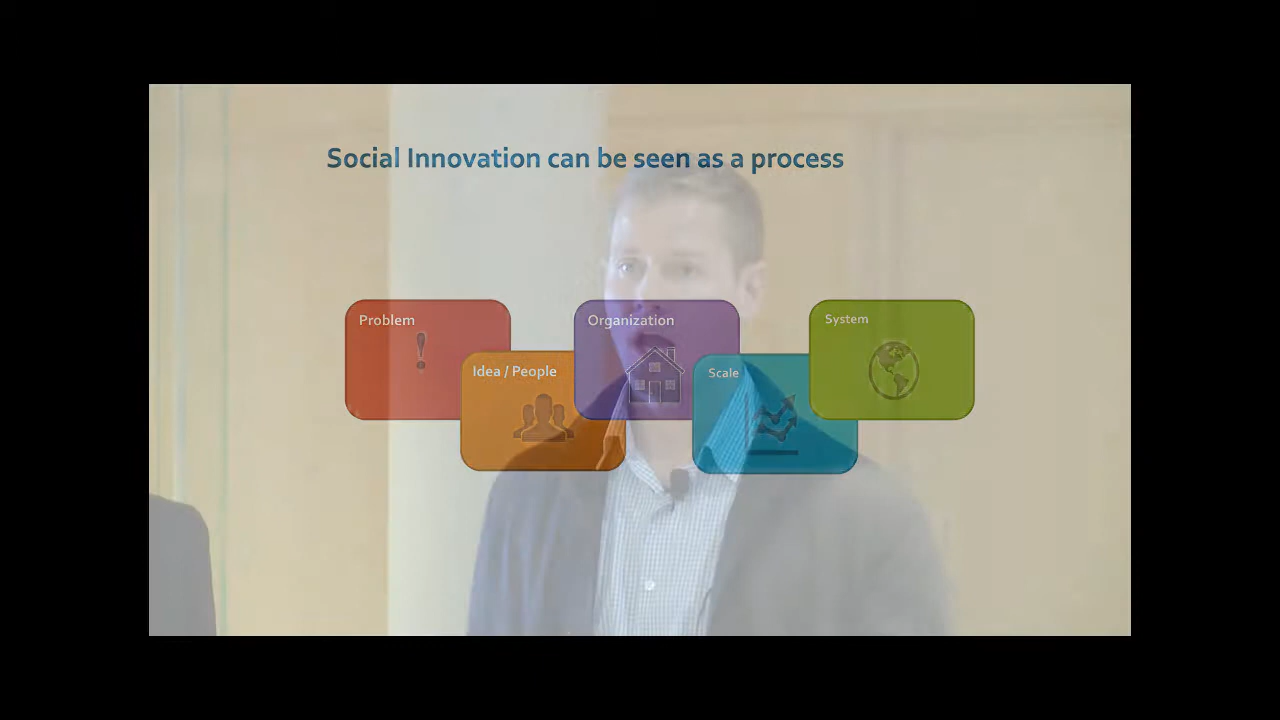 Social Innovation can be seen as a process
Problem
Idea / People
Organization
Scale
System